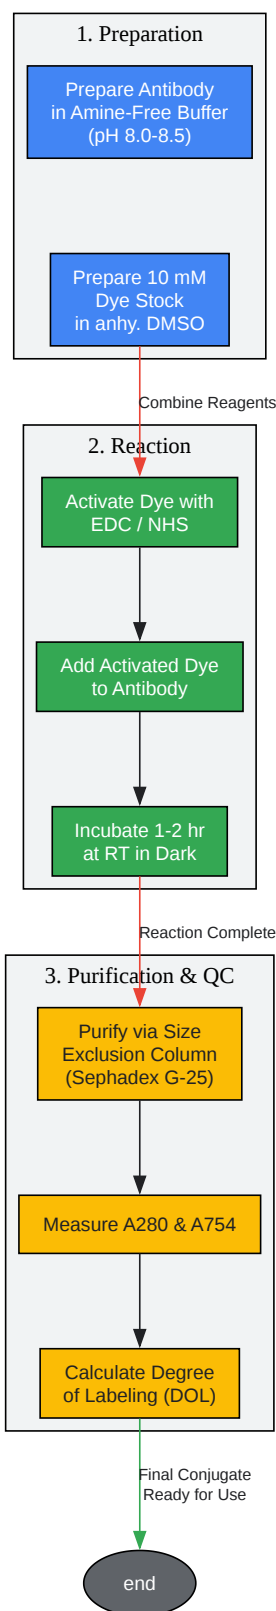 1. Preparation
Prepare Antibody
in Amine-Free Buffer
(pH 8.0-8.5)
Prepare 10 mM
Dye Stock
in anhy. DMSO
Combine Reagents
2. Reaction
Activate Dye with
EDC / NHS
Add Activated Dye
to Antibody
Incubate 1-2 hr
at RT in Dark
Reaction Complete
3. Purification & QC
Purify via Size
Exclusion Column
(Sephadex G-25)
Measure A280 & A754
Calculate Degree
of Labeling (DOL)
Final Conjugate
Ready for Use
end